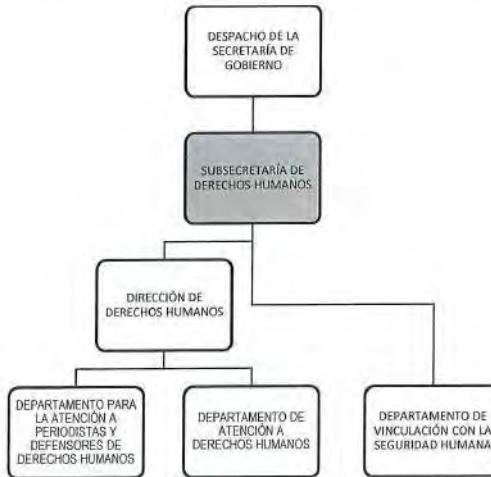 DESPACHO DE LA
SECRETARÍA DE
GOBIERNO
SUBSECRETARÍA DE
DERECHOS HUMANOS
DIRECCIÓN DE
DERECHOS HUMANOS
DEPARTAMENTO PARA
LA ATENCIÓN A
PERIODISTAS Y
DEFENSORES DE
DERECHOS HUMANOS
DEPARTAMENTO DE
ATENCIÓN A
DERECHOS HUMANOS
DEPARTAMENTO DE
VINCULACIÓN CON LA
SEGURIDAD HUMANA